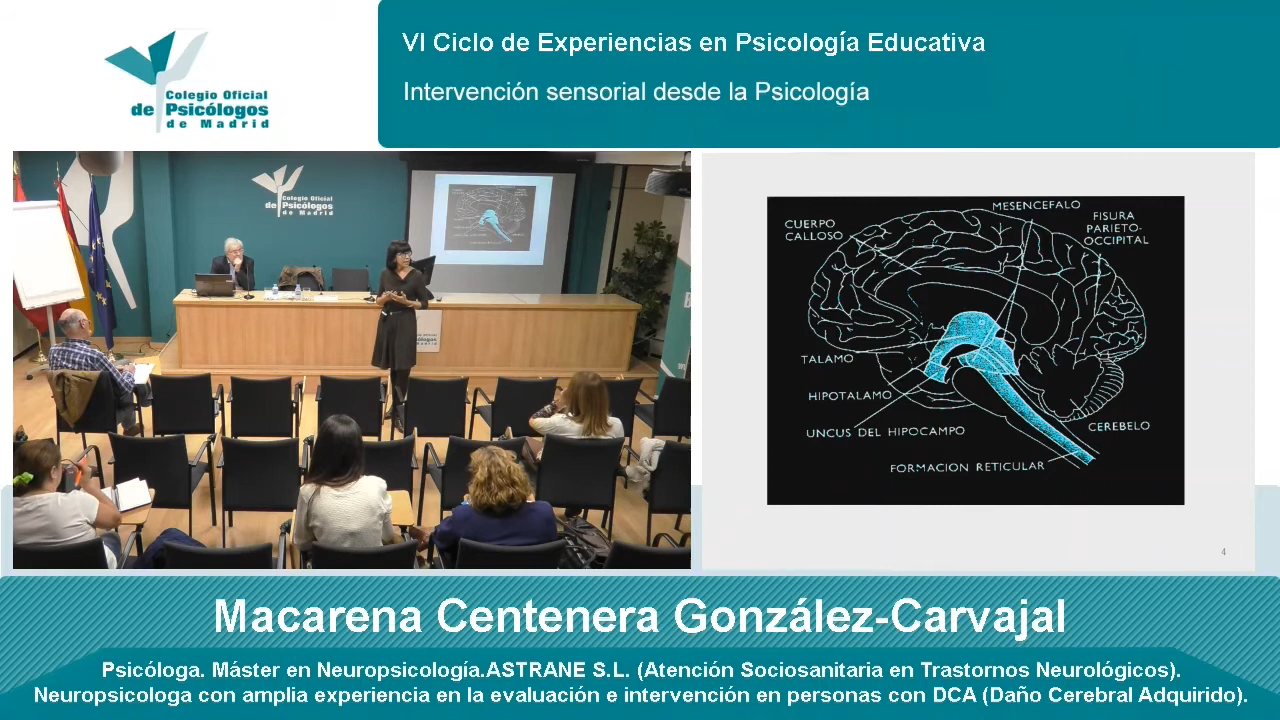 Colegio Oficial
de Psicólogos
de Madrid
VI Ciclo de Experiencias en Psicología Educativa
Intervención sensorial desde la Psicología
Colegio Oficial
de Psicólogos
de Madrid
MESENCEFALO
CUERPO
CALLOSO
FISURA
PARIETO-
OCCIPITAL
TALAMO
HIPOTALAMO
UNCUS DEL HIPOCAMPO
CEREBELO
FORMACION RETICULAR
4
Macarena Centenera González-Carvajal
Psicóloga. Máster en Neuropsicología.ASTRANE S.L. (Atención Sociosanitaria en Trastornos Neurológicos).
Neuropsicologa con amplia experiencia en la evaluación e intervención en personas con DCA (Daño Cerebral Adquirido).